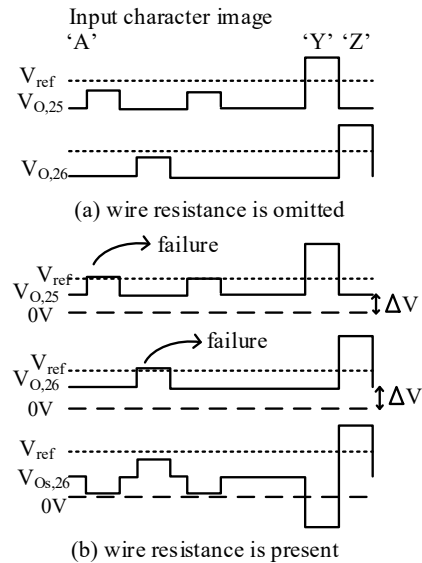 Input character image
‘A’ ‘Y’ ‘Z’
Vref
VO,25
VO,26
(a) wire resistance is omitted
failure
Vref
VO,25
0V
ΔV
failure
Vref
VO,26
0V
ΔV
Vref
VOs,26
0V
(b) wire resistance is present